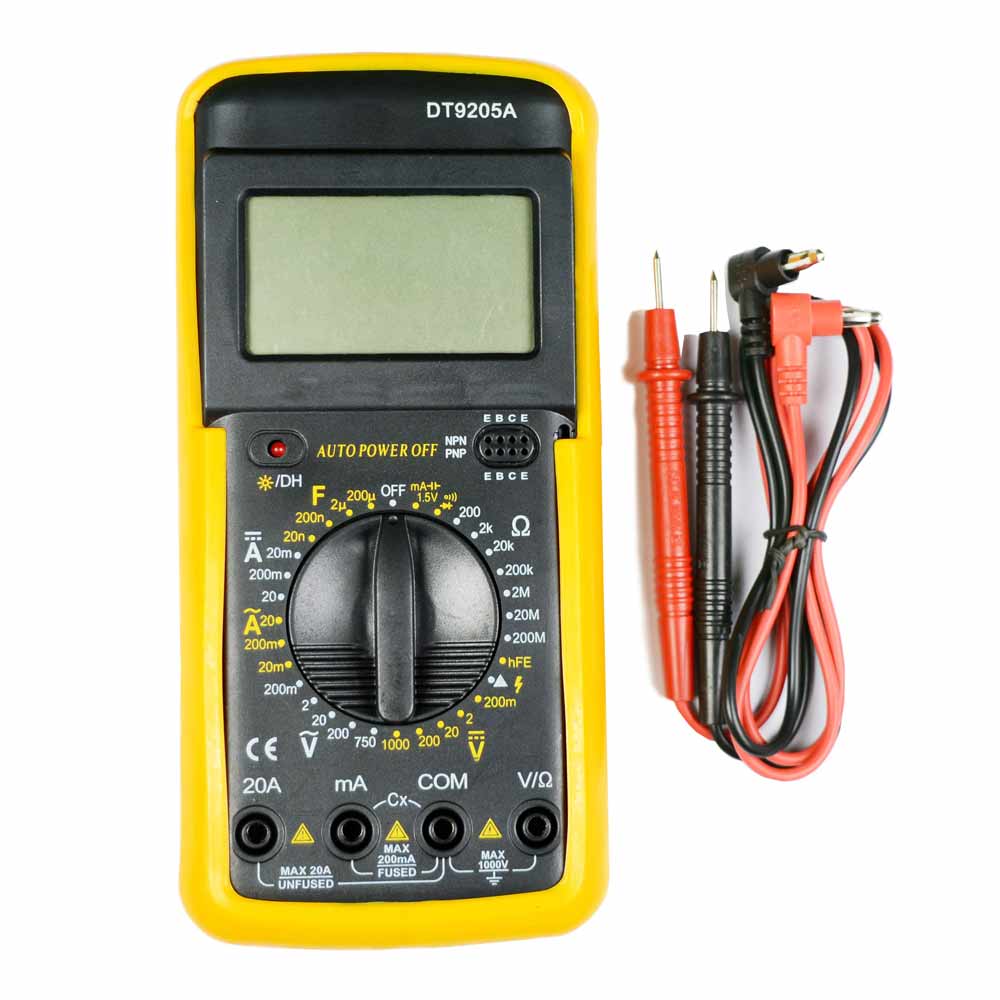 DT9205A
E B C E
NPN
PNP
E B C E
AUTO POWER OFF
/DH
F 2µ 200µ OFF mA 1.5V 200
200n 2k Ω
20n 20k
A 20m 200k
200m 2M
20 20M
A 20 200M
200m hFE
20m
200m 200m
2 2
20 200 750 1000 200 20
V V
CE
20A mA COM V/Ω
Cx
MAX 20A
UNFUSED
MAX
200mA
FUSED
MAX
1000V